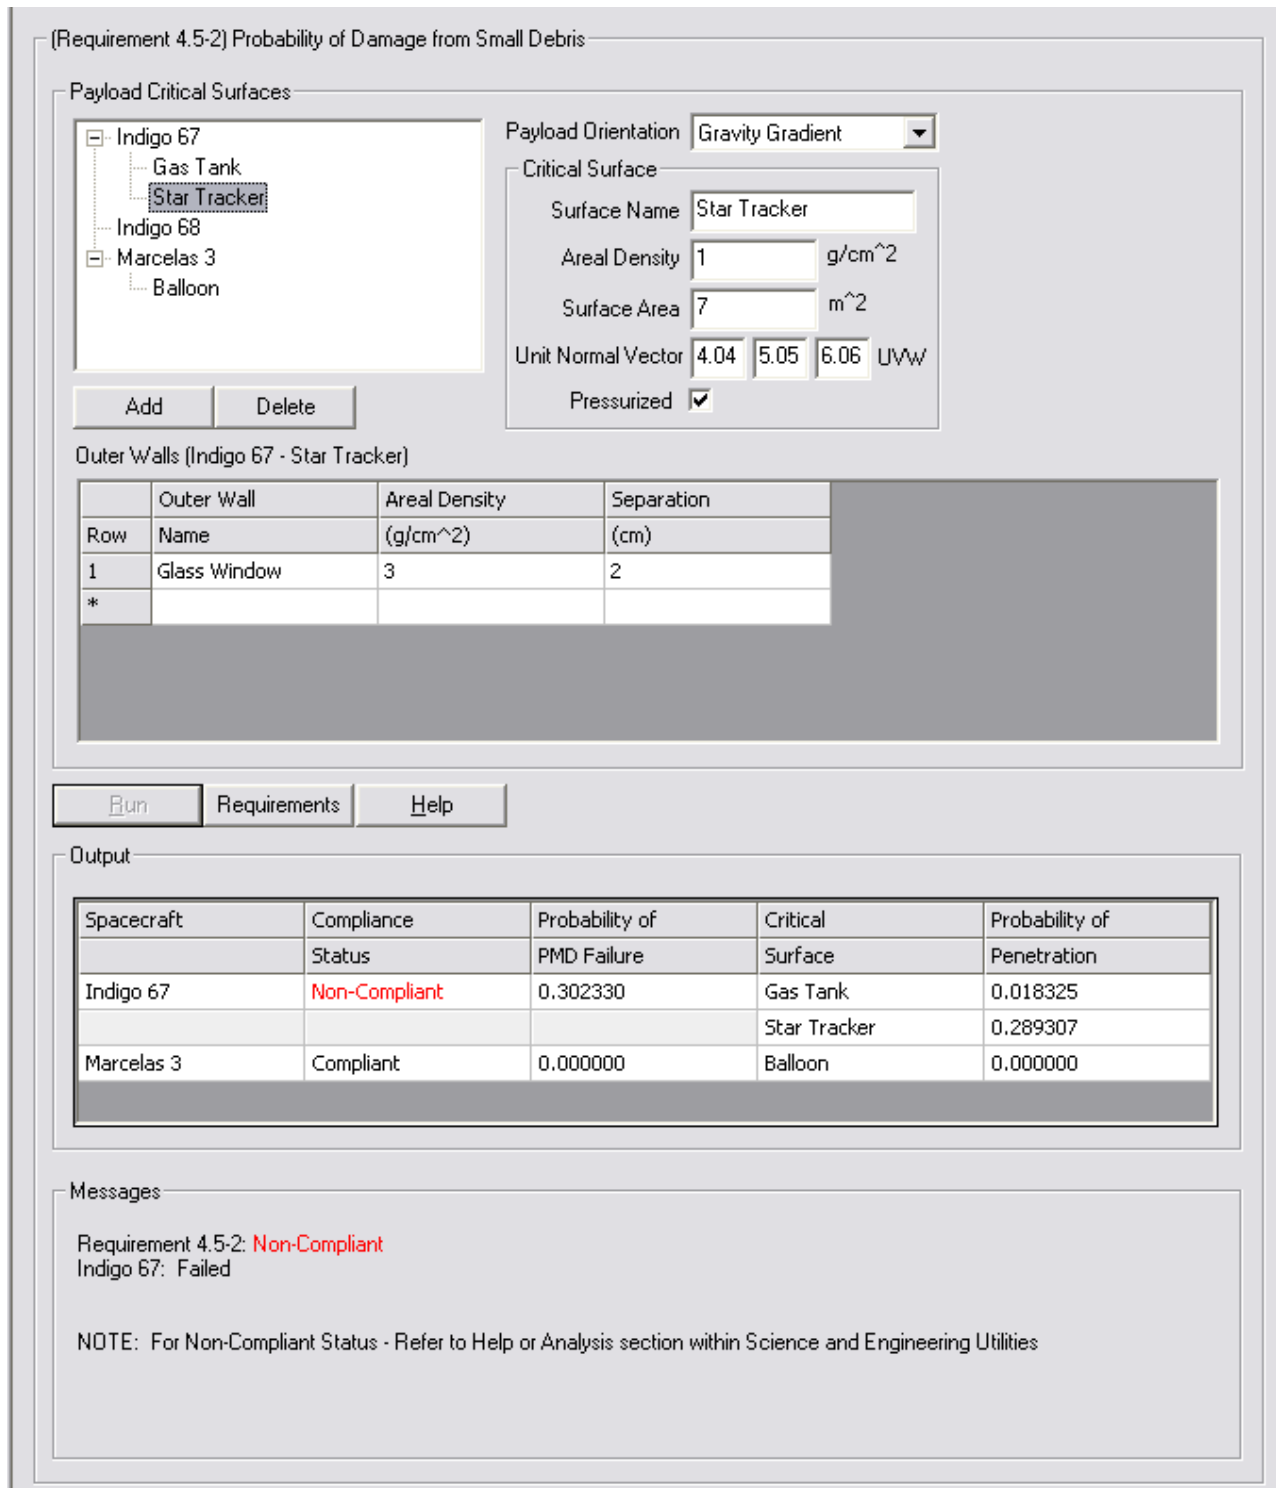 (Requirement 4.5-2) Probability of Damage from Small Debris
Payload Critical Surfaces
Indigo 67
Gas Tank
Star Tracker
Indigo 68
Marcelas 3
Balloon
Add Delete
Payload Orientation Gravity Gradient
Critical Surface
Surface Name Star Tracker
Areal Density 1 g/cm^2
Surface Area 7 m^2
Unit Normal Vector 4.04 5.05 6.06 UVW
Pressurized
Outer Walls (Indigo 67 - Star Tracker)
Outer Wall Areal Density Separation
Row Name (g/cm^2) (cm)
1 Glass Window 3 2
*
Run Requirements Help
Output
Spacecraft Compliance Probability of Critical Probability of
Status PMD Failure Surface Penetration
Indigo 67 Non-Compliant 0.302330 Gas Tank 0.018325
Star Tracker 0.289307
Marcelas 3 Compliant 0.000000 Balloon 0.000000
Messages
Requirement 4.5-2: Non-Compliant
Indigo 67: Failed
NOTE: For Non-Compliant Status - Refer to Help or Analysis section within Science and Engineering Utilities